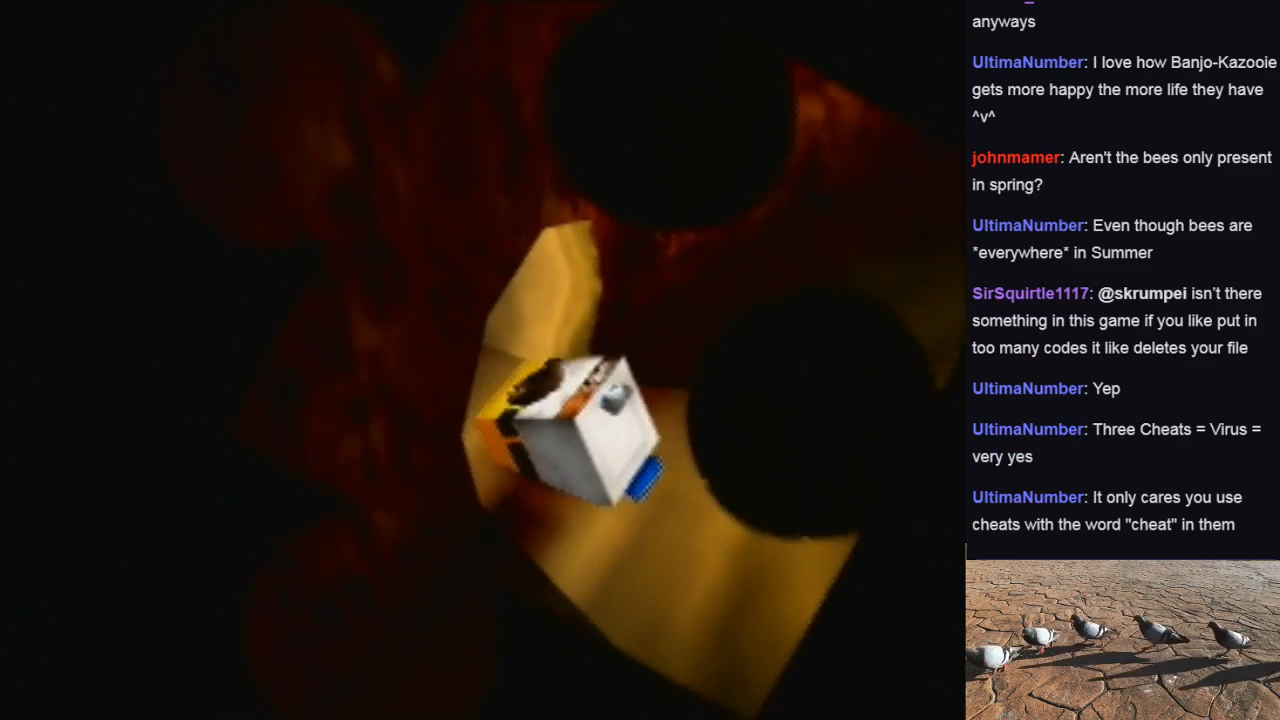 anyways
UltimaNumber: I love how Banjo-Kazooie
gets more happy the more life they have
^v^
johnmamer: Aren't the bees only present
in spring?
UltimaNumber: Even though bees are
*everywhere* in Summer
SirSquirtle1117: @skrumpei isn't there
something in this game if you like put in
too many codes it like deletes your file
UltimaNumber: Yep
UltimaNumber: Three Cheats = Virus =
very yes
UltimaNumber: It only cares you use
cheats with the word "cheat" in them